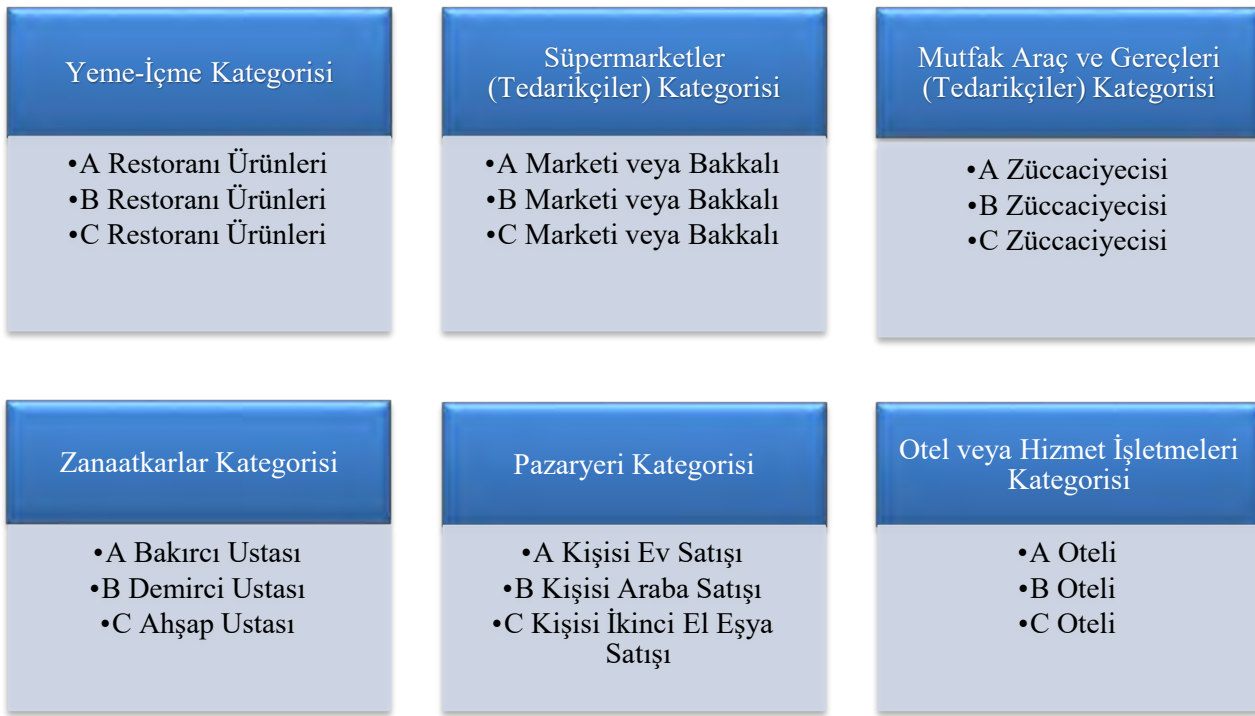 Yeme-İçme Kategorisi
•A Restoranı Ürünleri
•B Restoranı Ürünleri
•C Restoranı Ürünleri
Süpermarketler
(Tedarikçiler) Kategorisi
•A Marketi veya Bakkalı
•B Marketi veya Bakkalı
•C Marketi veya Bakkalı
Mutfak Araç ve Gereçleri
(Tedarikçiler) Kategorisi
•A Züccaciyecisi
•B Züccaciyecisi
•C Züccaciyecisi
Zanaatkarlar Kategorisi
•A Bakırcı Ustası
•B Demirci Ustası
•C Ahşap Ustası
Pazaryeri Kategorisi
•A Kişisi Ev Satışı
•B Kişisi Araba Satışı
•C Kişisi İkinci El Eşya
Satışı
Otel veya Hizmet İşletmeleri
Kategorisi
•A Oteli
•B Oteli
•C Oteli